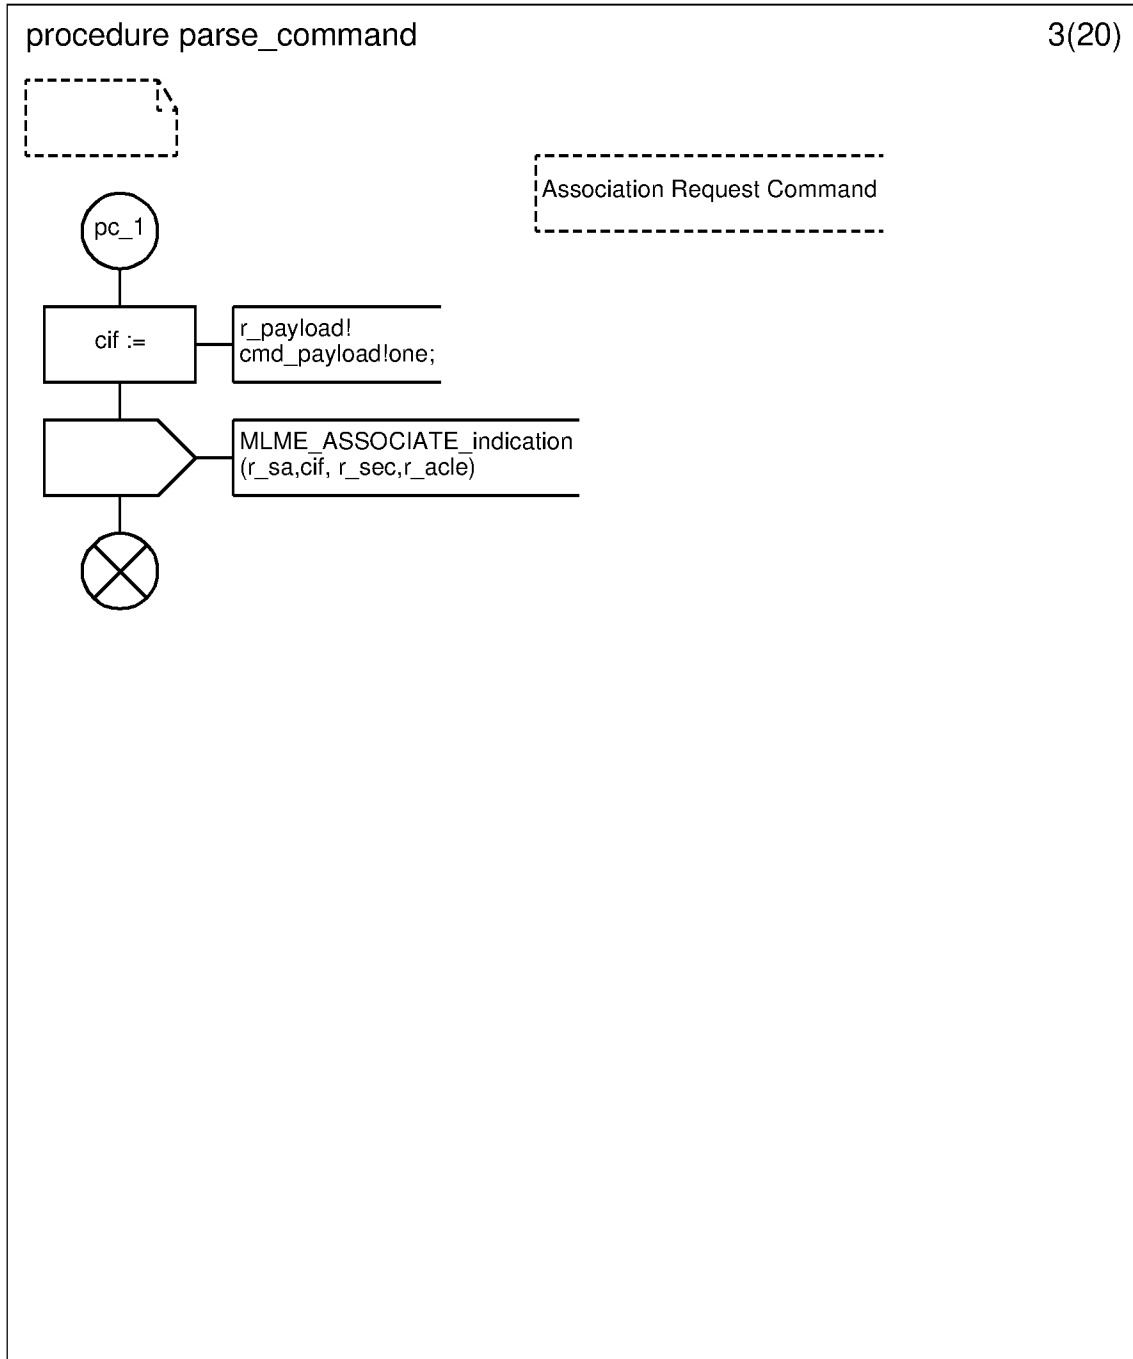 procedure parse_command
3(20)
Association Request Command
pc_1
cif :=
r_payload!
cmd_payload!one;
MLME_ASSOCIATE_indication
(r_sa,cif, r_sec,r_acle)